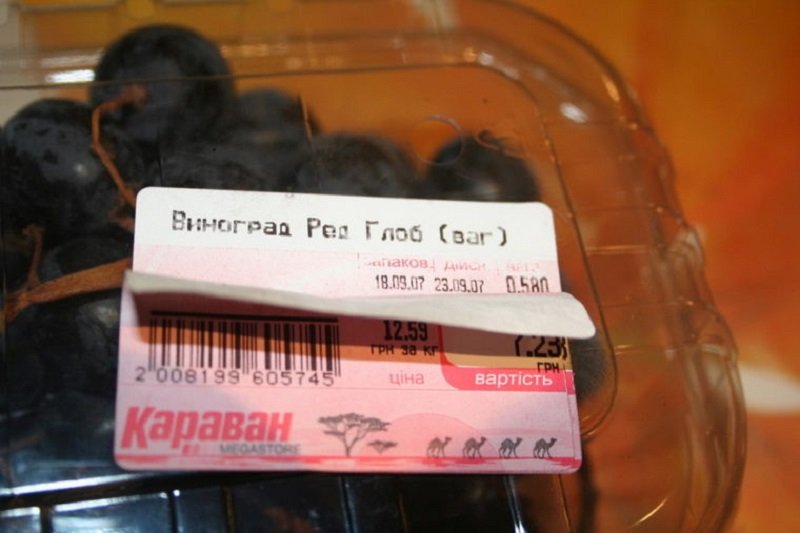 Виноград Ред Глоб (ваг)
18.09.07 23.09.07 0.580
12.59 7.23
ГРН за кг ГРН
2 008199 605745
ціна вартість
Караван
MEGASTORE